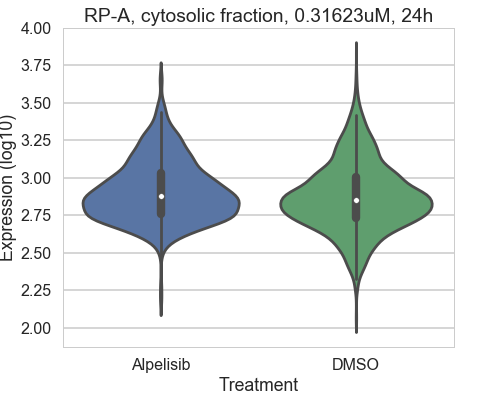 RP-A, cytosolic fraction, 0.31623uM, 24h
4.00
3.75
3.50
3.25
3.00
2.75
2.50
2.25
2.00
Expression (log10)
Alpelisib
DMSO
Treatment